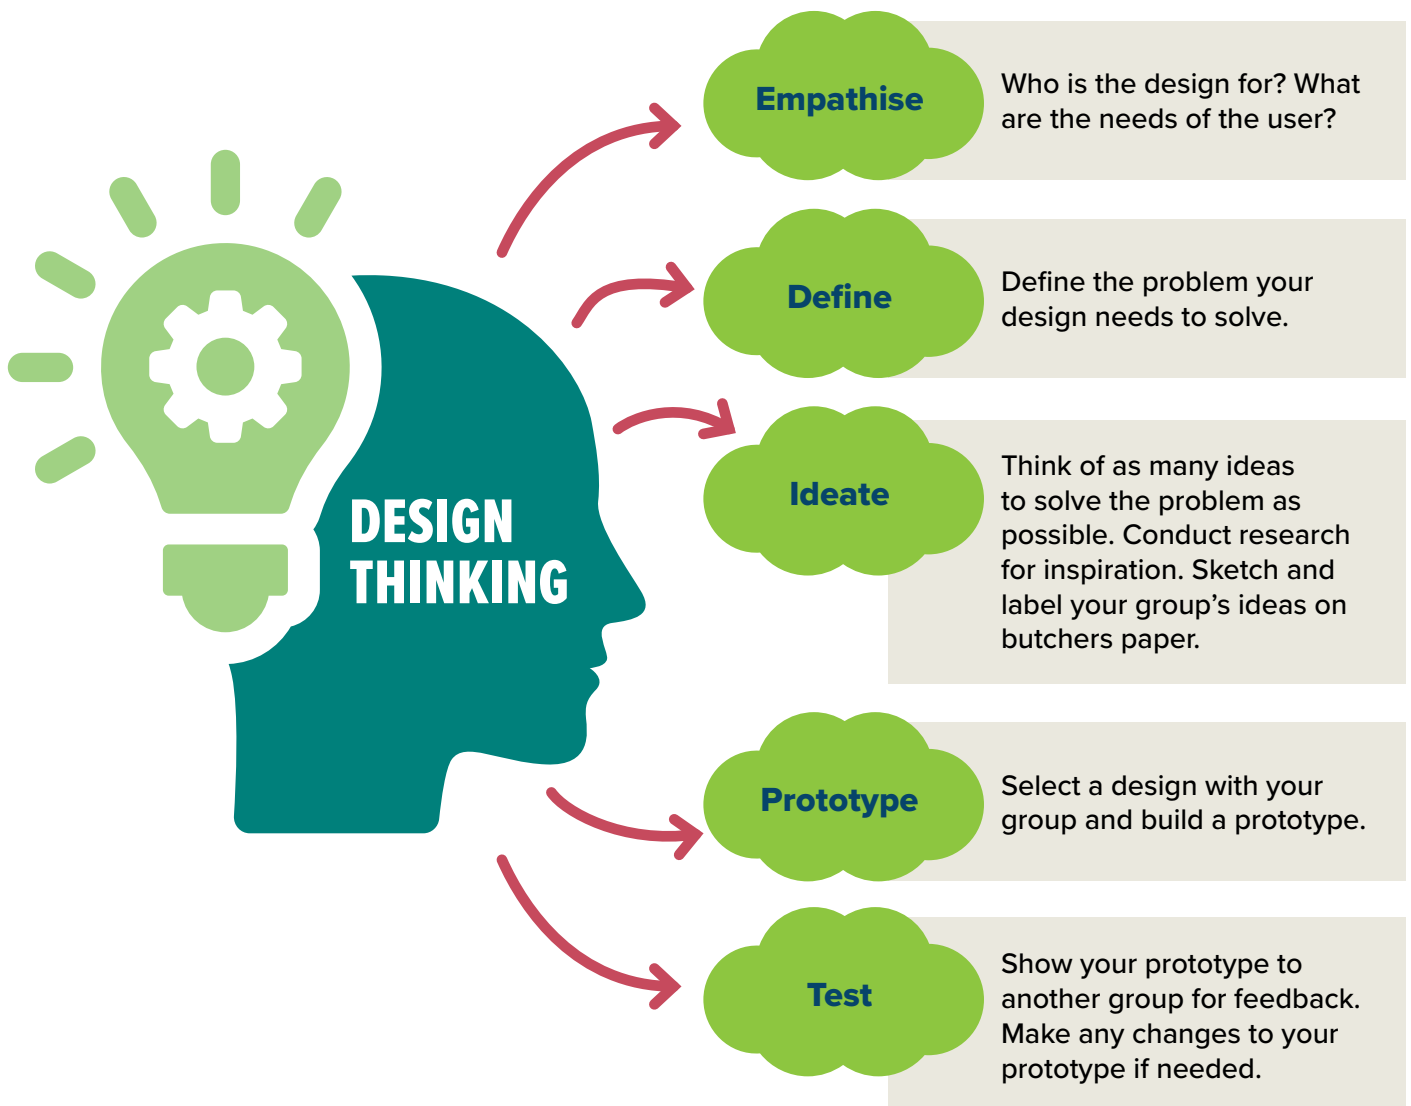 DESIGN
THINKING
Empathise
Who is the design for? What
are the needs of the user?
Define
Define the problem your
design needs to solve.
Ideate
Think of as many ideas
to solve the problem as
possible. Conduct research
for inspiration. Sketch and
label your group’s ideas on
butchers paper.
Prototype
Select a design with your
group and build a prototype.
Test
Show your prototype to
another group for feedback.
Make any changes to your
prototype if needed.